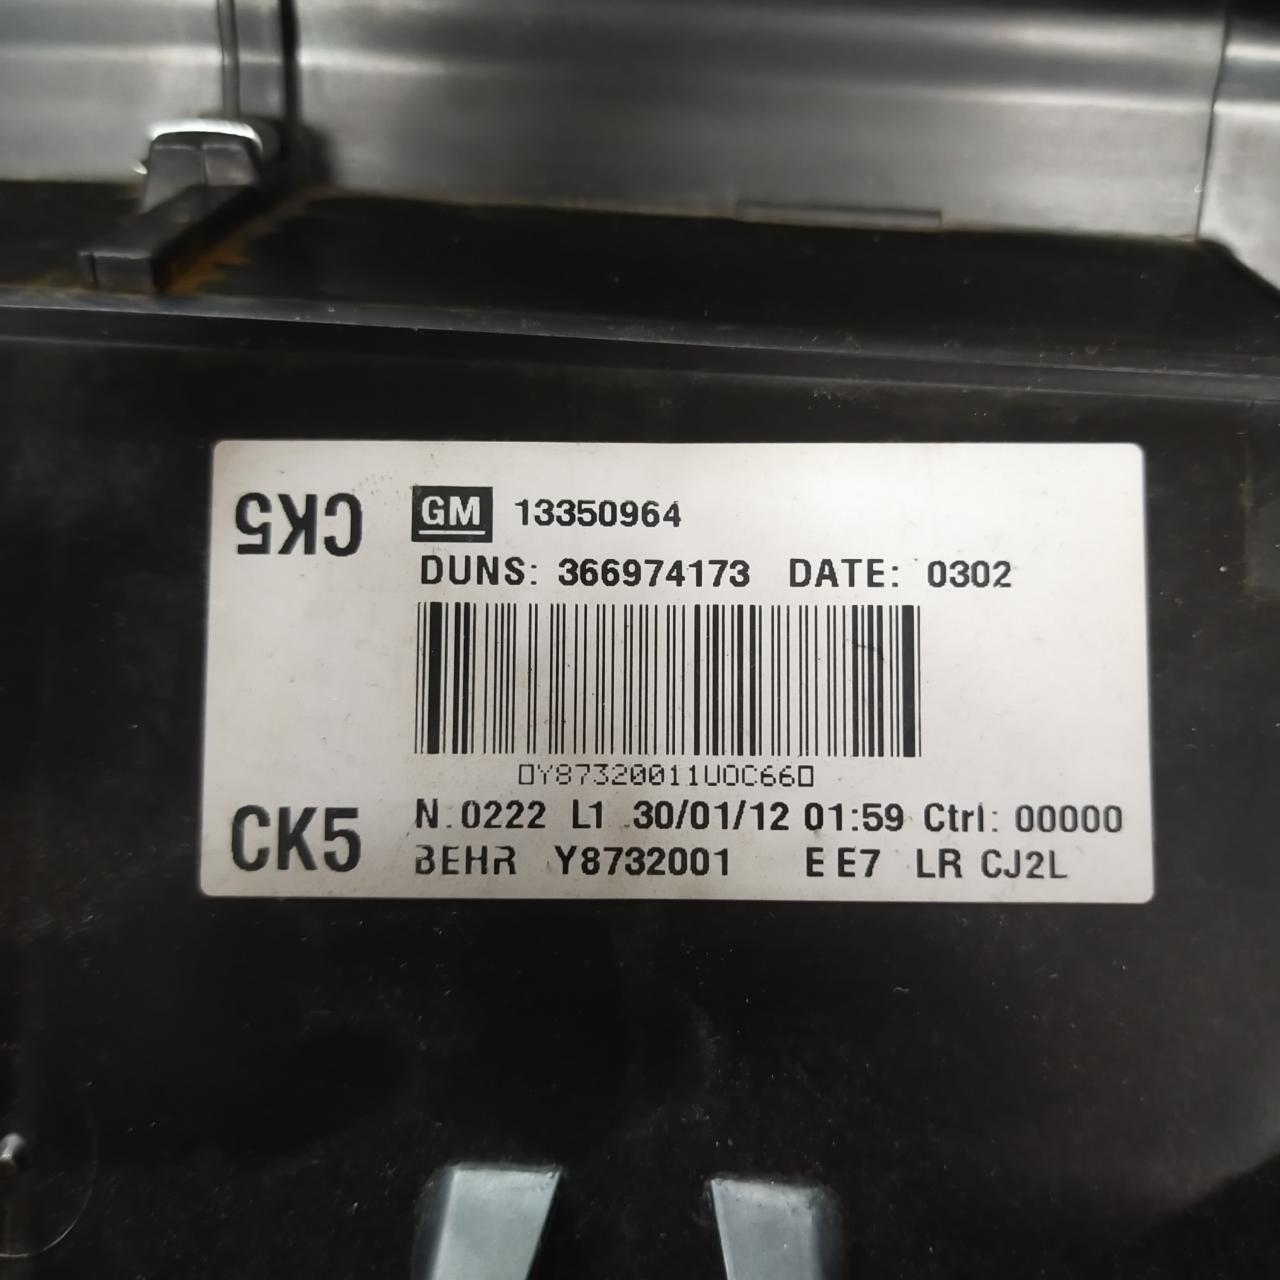 CK5
GM 13350964
DUNS: 366974173 DATE: 0302
Y87320011U0C66
CK5
N.0222 L1 30/01/12 01:59 Ctrl: 00000
BEHR Y8732001 E E7 LR CJ2L